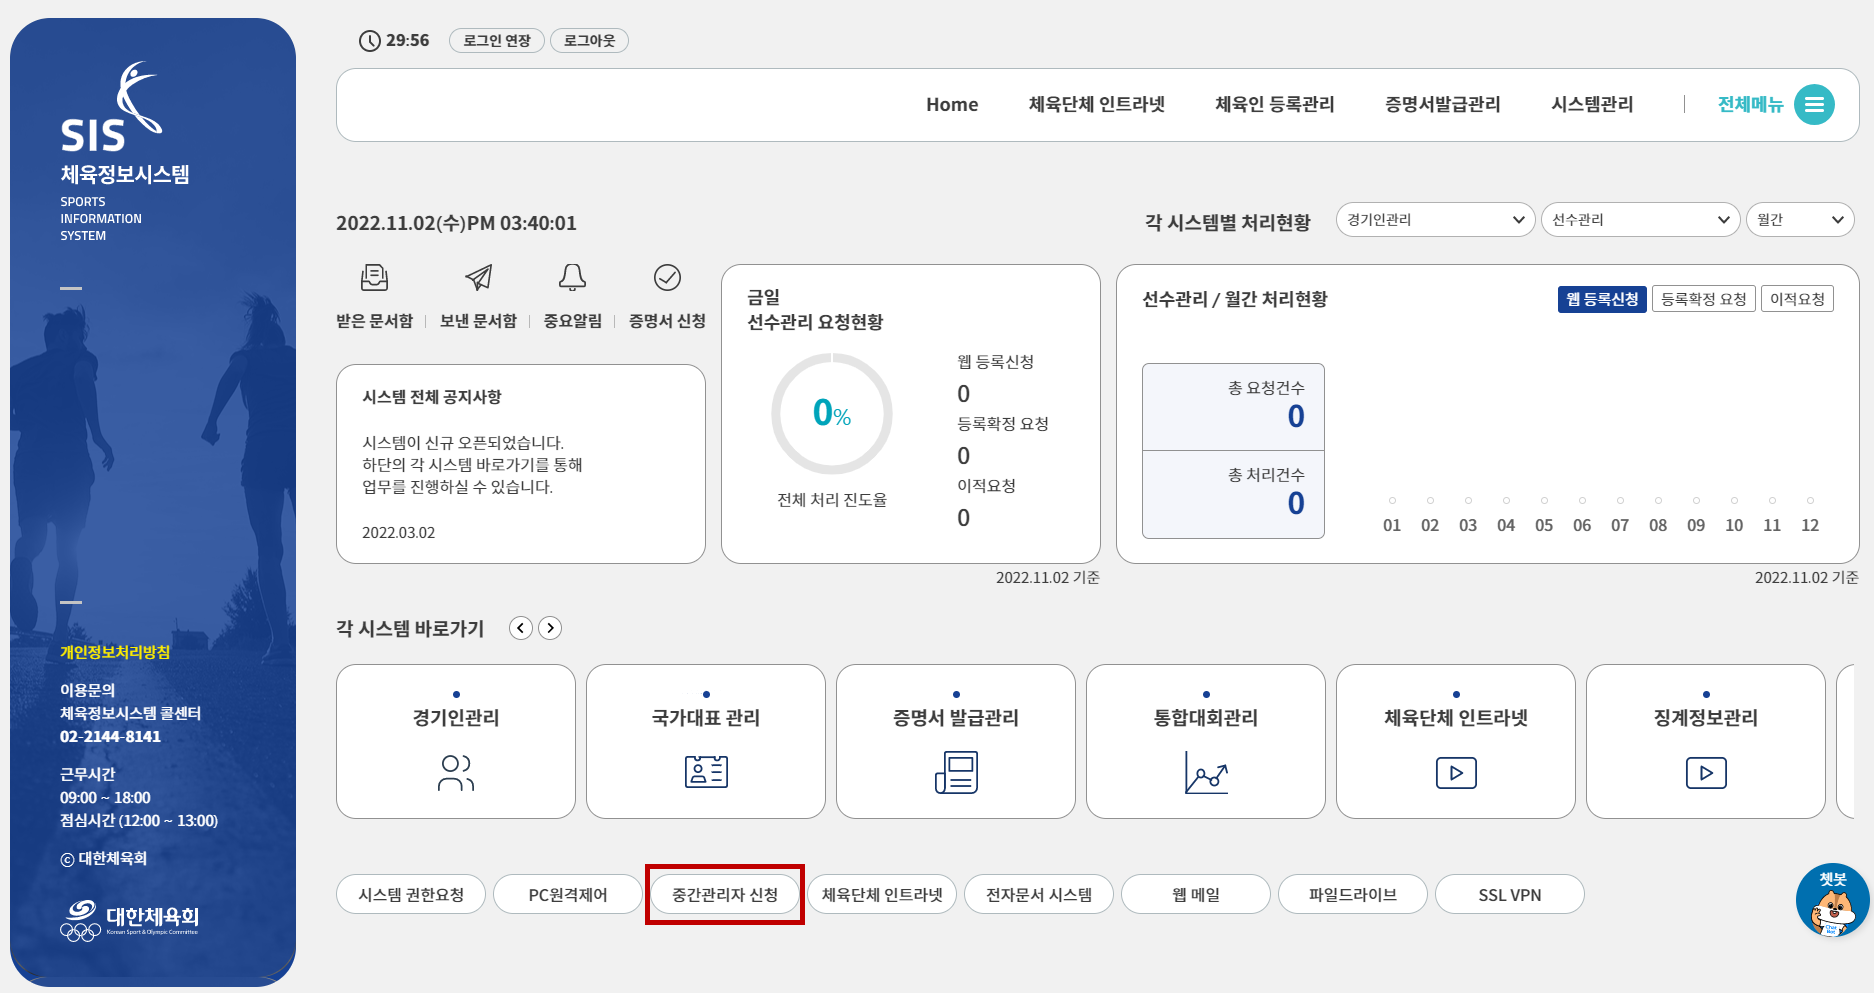 SIS
체육정보시스템
SPORTS
INFORMATION
SYSTEM
개인정보처리방침
이용문의
체육정보시스템 콜센터
02-2144-8141
근무시간
09:00 ~ 18:00
점심시간 (12:00 ~ 13:00)
ⓒ 대한체육회
대한체육회
Korean Sport & Olympic Committee
29:56 로그인 연장 로그아웃
Home 체육단체 인트라넷 체육인 등록관리 증명서발급관리 시스템관리 전체메뉴
2022.11.02(수)PM 03:40:01
각 시스템별 처리현황 경기인관리 선수관리 월간
받은 문서함 보낸 문서함 중요알림 증명서 신청
시스템 전체 공지사항
시스템이 신규 오픈되었습니다.
하단의 각 시스템 바로가기를 통해
업무를 진행하실 수 있습니다.
2022.03.02
금일
선수관리 요청현황
0%
전체 처리 진도율
웹 등록신청
0
등록확정 요청
0
이적요청
0
2022.11.02 기준
선수관리 / 월간 처리현황 웹 등록신청 등록확정 요청 이적요청
총 요청건수
0
총 처리건수
0
01 02 03 04 05 06 07 08 09 10 11 12
2022.11.02 기준
각 시스템 바로가기
경기인관리 국가대표 관리 증명서 발급관리 통합대회관리 체육단체 인트라넷 징계정보관리
시스템 권한요청 PC원격제어 중간관리자 신청 체육단체 인트라넷 전자문서 시스템 웹 메일 파일드라이브 SSL VPN
챗봇
Chat
Bot